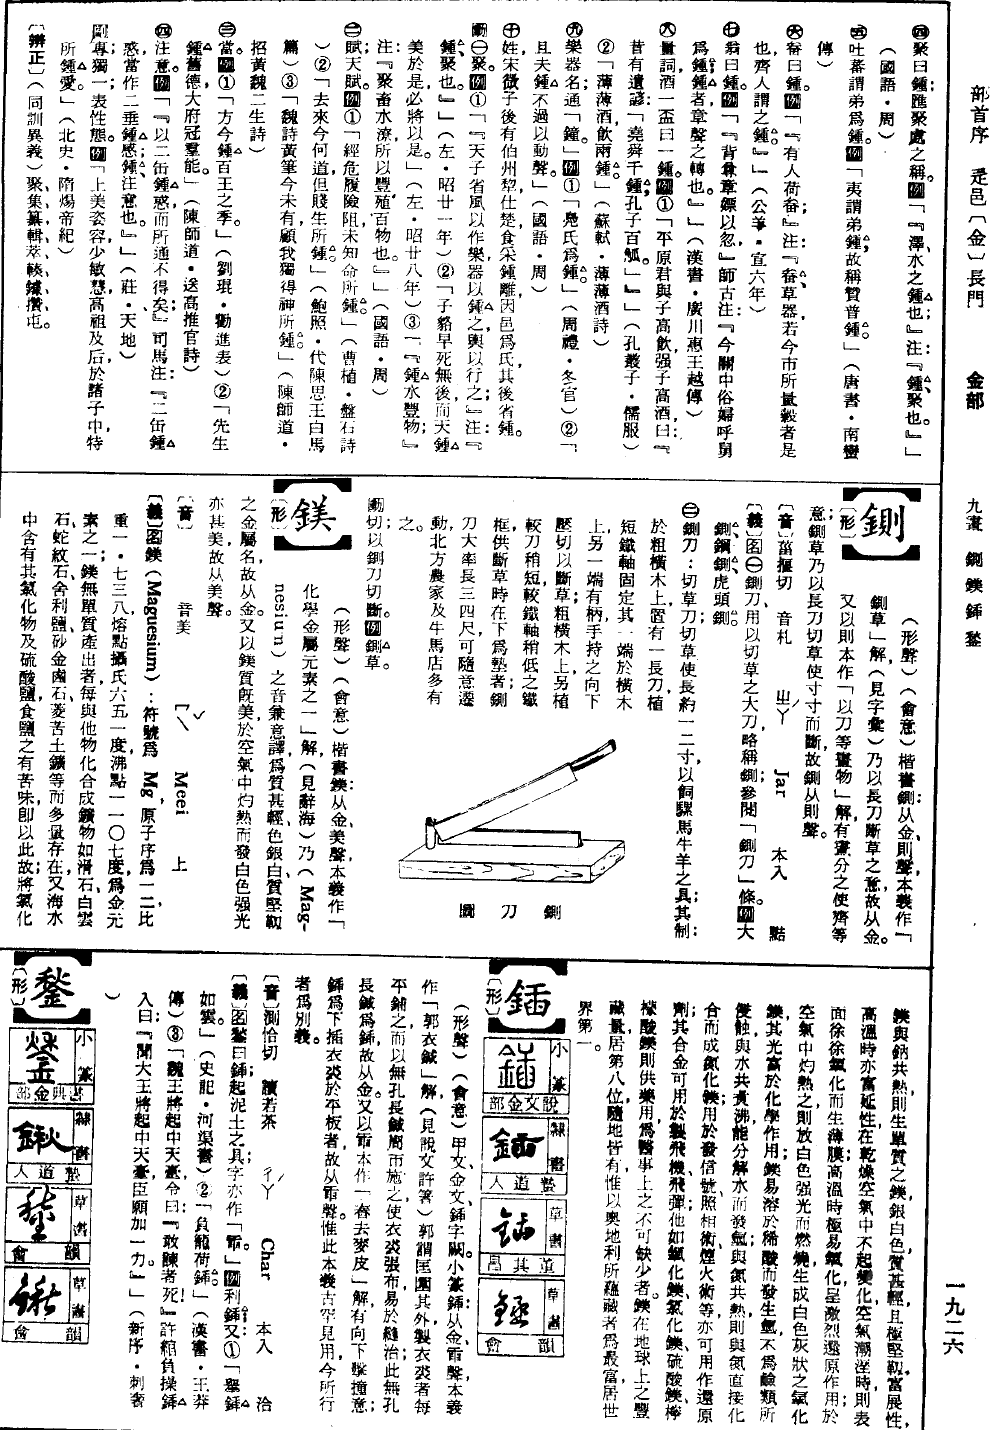 部首序　辵邑〔金〕長門　金部　九畫　鍘鎂鍤鍫　一九二六
四聚曰鍾匯聚處之稱。例「『澤、水之鍾也』注：『鍾、聚也。』」
（國語・周）
五吐蕃謂弟爲鍾。例「夷謂弟鍾，故稱贊普鍾。」（唐書・南蠻
傳）
六畚曰鍾。例「『有人荷畚』注：『畚草器若今市所量穀者是
也，齊人謂之鍾。』」（公羊・宣六年）
七翁曰鍾。例「『背尊章嫖以忽』師古注：『今關中俗婦呼舅
爲鍾，鍾者章聲之轉也。』」（漢書・廣川惠王越傳）
八量詞，酒一盃曰一鍾。例①「平原君與子高飲，强子高酒曰：『
昔有遺諺：「堯舜千鍾，孔子百觚。」』」（孔叢子・儒服）
②「薄薄酒，飲兩鍾。」（蘇軾・薄薄酒詩）
九樂器名，通「鐘」。例①「鳧氏爲鍾。」（周禮・冬官）②「
且夫鍾不過以動聲。」（國語・周）
十姓，宋微子後有伯州犂仕楚食采鍾離，因邑爲氏，其後省鍾。
動一聚。例①「『天子省風以作樂，器以鍾之，輿以行之』注：『
鍾、聚也。』」（左・昭廿一年）②「子貉早死無後而天鍾
美於是，必將以是。」（左・昭廿八年）③「『鍾水豐物』
注：『聚畜水潦所以豐殖百物也。』」（國語・周）
二賦，天賦。例①「經危履險阻，未知命所鍾。」（曹植・盤石詩
）②「去來今何道，但賤生所鍾。」（鮑照・代陳思王白馬
篇）③「魏詩黃筆今未有，顧我獨得神所鍾。」（陳師道・
招黃魏二生詩）
三當。例①「方今鍾百王之季。」（劉琨・勸進表）②「先生
鍾舊德，大府冠羣能。」（陳師道・送高推官詩）
四注意。例「『以二缶鍾惑而所適不得矣』司馬注：『二缶鍾
惑當作二垂鍾惑，鍾、注意也。』」（莊・天地）
副專獨——表性態。例「上美姿容，少敏慧，高祖及后於諸子中特
所鍾愛。」（北史・隋煬帝紀）
〔辨正〕（同訓異義）聚、集、纂、輯、萃、輳、鍾、攢、屯。
鍘
〔形〕（形聲）（會意）楷書鍘：从金，則聲，本義作「
鍘草」解（見字彙）乃以長刀斷草之意，故从金。
又以則本作「以刀等畫物」解，有畫分之使齊等
意；鍘草乃以長刀切草使寸寸而斷，故鍘从則聲。
〔音〕茁揠切　音札　ㄓㄚˊ　Jar　本入　黠
〔義〕名一鍘刀，用以切草之大刀，略稱鍘；參閱「鍘刀」條。例大
鍘、鋼鍘、虎頭鍘。
二鍘刀：切草刀，切草使長約一二寸以飼騾馬牛羊之具；其制：
於粗橫木上置有一長刀植
短鐵軸固定其一端於橫木
上，另一端有柄，手持之向下
壓切以斷草；粗橫木上另植
較刀稍短較鐵軸稍低之鐵
框，供斷草時在下爲墊者；鍘
刀大率長三四尺，可隨意遷
動，北方農家及牛馬店多有
之。
動切，以鍘刀切斷。例鍘草。
鍘刀圖
鎂
〔形〕（形聲）（會意）楷書鎂：从金，美聲，本義作「
化學金屬元素之一」解（見辭海）乃（Mag-
nesiun）之音兼意譯，爲質甚輕色銀白質堅韌
之金屬名，故从金。又以鎂質既美，於空氣中灼熱而發白色强光
亦甚美，故从美聲。
〔音〕音美　ㄇㄟˇ　Meei　上
〔義〕名鎂（Maguesium）：符號爲Mg，原子序爲一二，比
重一・七三八，熔點攝氏六五一度，沸點一一〇七度，爲金元
素之一；鎂無單質產出者，每與他物化合成鑛物，如滑石、白雲
石、蛇紋石、舍利鹽、砂金鹵石、菱苦土鑛等而多量存在，又海水
中含有其氯化物及硫酸鹽，食鹽之有苦味即以此故；將氯化
鎂與鈉共熱則生單質之鎂，銀白色，質甚輕且極堅韌，富展性，
高溫時亦富延性，在乾燥空氣中不起變化，空氣潮溼時則表
面徐徐氧化而生薄膜；高溫時極易氧化，呈激烈還原作用；於
空氣中灼熱之則放白色强光而燃燒，生成白色灰狀之氧化
鎂，其光富於化學作用；鎂易溶於稀酸而發生氫，不爲鹼類所
侵蝕，與水共煮沸能分解水而發氫，與氮共熱則與氮直接化
合而成氮化鎂；用於發信號、照相術、煙火術等，亦可用作還原
劑，其合金可用於製飛機、飛彈；他如氧化鎂、氯化鎂、硫酸鎂、檸
檬酸鎂則供藥用，爲醫事上之不可缺少者。鎂在地球上之豐
藏量居第八位，隨地皆有，惟以奧地利所蘊藏者爲最富，居世
界第一。
鍤
小篆　說文金部
隸書　蟄道人
草書　董其昌
草書　韻會
〔形〕（形聲）（會意）甲文、金文、鍤字闕。小篆鍤：从金，臿聲，本義
作「郭衣鍼」解（見說文許箸）郭謂匡圍其外，製衣裘者每
平鋪之而以無孔長鍼周帀施之，使衣裘張布易於縫治；此無孔
長鍼爲鍤，故从金。又以臿本作「舂去麥皮」解，有向下擊撞意；
鍤爲下插衣裘於平板者，故从臿聲。惟此本義古罕見用，今所行
者爲別義。
〔音〕測恰切　讀若茶　ㄔㄚˊ　Char　本入　洽
〔義〕名鍫曰鍤，起泥土之具，字亦作「臿。」例利鍤。又①「擧鍤
如雲。」（史記・河渠書）②「負籠荷鍤。」（漢書・王莽
傳）③「魏王將起中天臺，令曰：『敢諫者死！』許綰負操鍤
入曰：『聞大王將起中天臺，臣願加一力。』」（新序・刺奢
）
鍫
〔形〕
小篆　書典金部
隸書　蟄道人
草書　韻會
草書　韻會